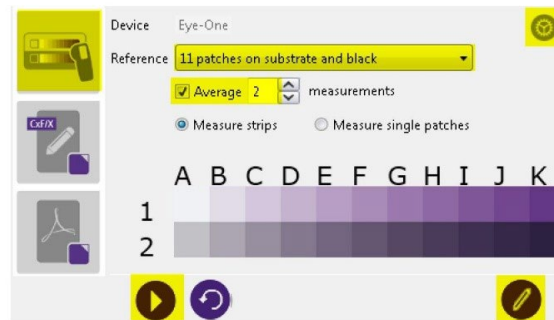 Device Eye-One
Reference 11 patches on substrate and black
Average 2 measurements
Measure strips Measure single patches
CxF/X
A B C D E F G H I J K
1
2